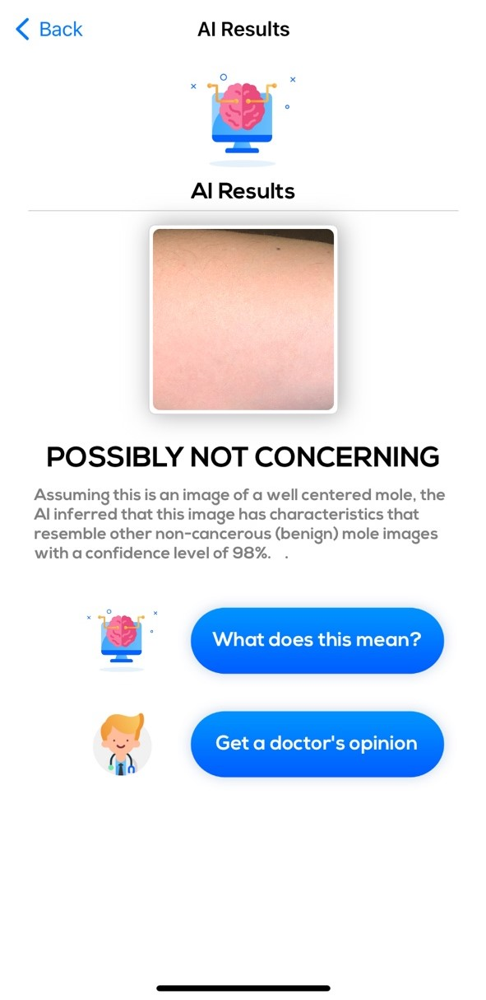 Back
AI Results
AI Results
POSSIBLY NOT CONCERNING
Assuming this is an image of a well centered mole, the
AI inferred that this image has characteristics that
resemble other non-cancerous (benign) mole images
with a confidence level of 98%.   .
What does this mean?
Get a doctor's opinion